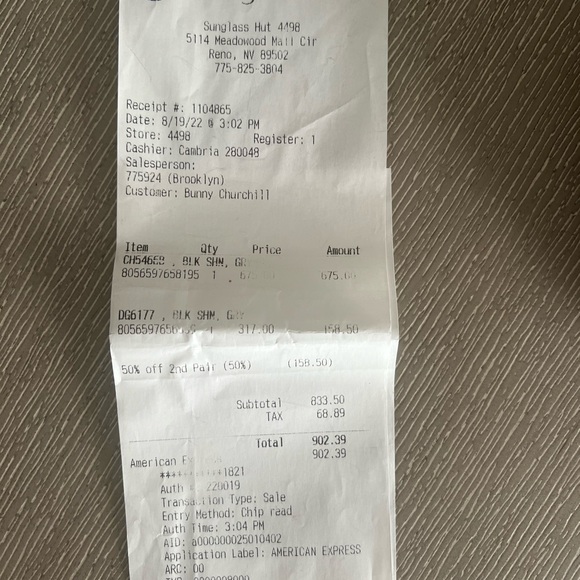 Sunglass Hut 4498
5114 Meadowood Mall Cir
Reno, NV 89502
775-825-3804
Receipt #: 1104865
Date: 8/19/22 @ 3:02 PM
Store: 4498 Register: 1
Cashier: Cambria 280048
Salesperson:
775924 (Brooklyn)
Customer: Bunny Churchill
Item Qty Price Amount
, BLK SHN,
8056597658195 1
DG6177 , BLK SHN,
317.00 158.50
50% off 2nd Pair (50%) (158.50)
Subtotal 833.50
TAX 68.89
Total 902.39
American 902.39
1821
Auth 220019
Transaction Type: Sale
Entry Method: Chip read
Auth Time: 3:04 PM
AID: a000000025010402
Application Label: AMERICAN EXPRESS
ARC: 00